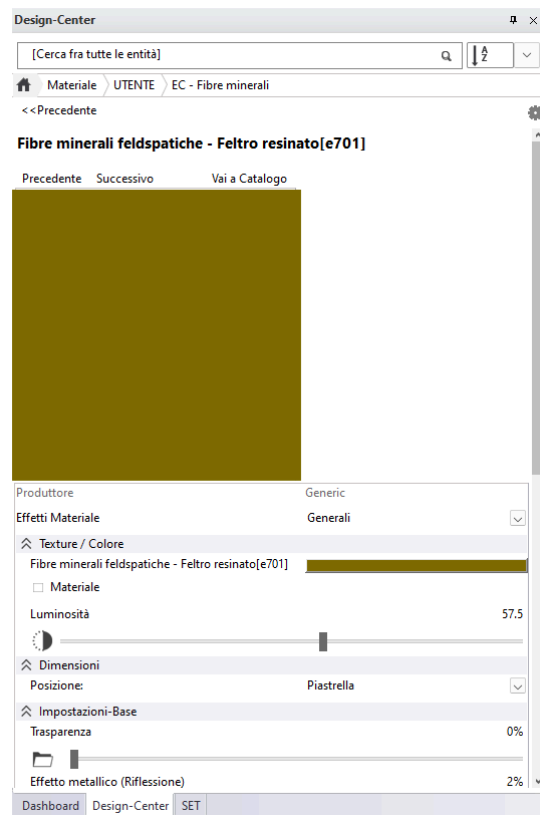 Design-Center
[Cerca fra tutte le entità]
A
Z
Materiale UTENTE EC - Fibre minerali
<<Precedente
Fibre minerali feldspatiche - Feltro resinato[e701]
Precedente Successivo Vai a Catalogo
Produttore Generic
Effetti Materiale Generali
Texture / Colore
Fibre minerali feldspatiche - Feltro resinato[e701]
Materiale
Luminosità 57.5
Dimensioni
Posizione: Piastrella
Impostazioni-Base
Trasparenza 0%
Effetto metallico (Riflessione) 2%
Dashboard Design-Center SET